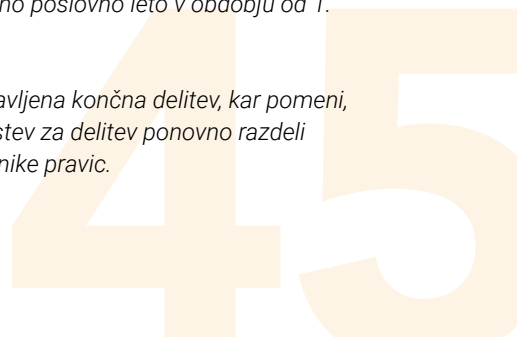 no poslovno leto v obdobju od 1.
avljena končna delitev, kar pomeni,
stev za delitev ponovno razdeli
nike pravic.
45